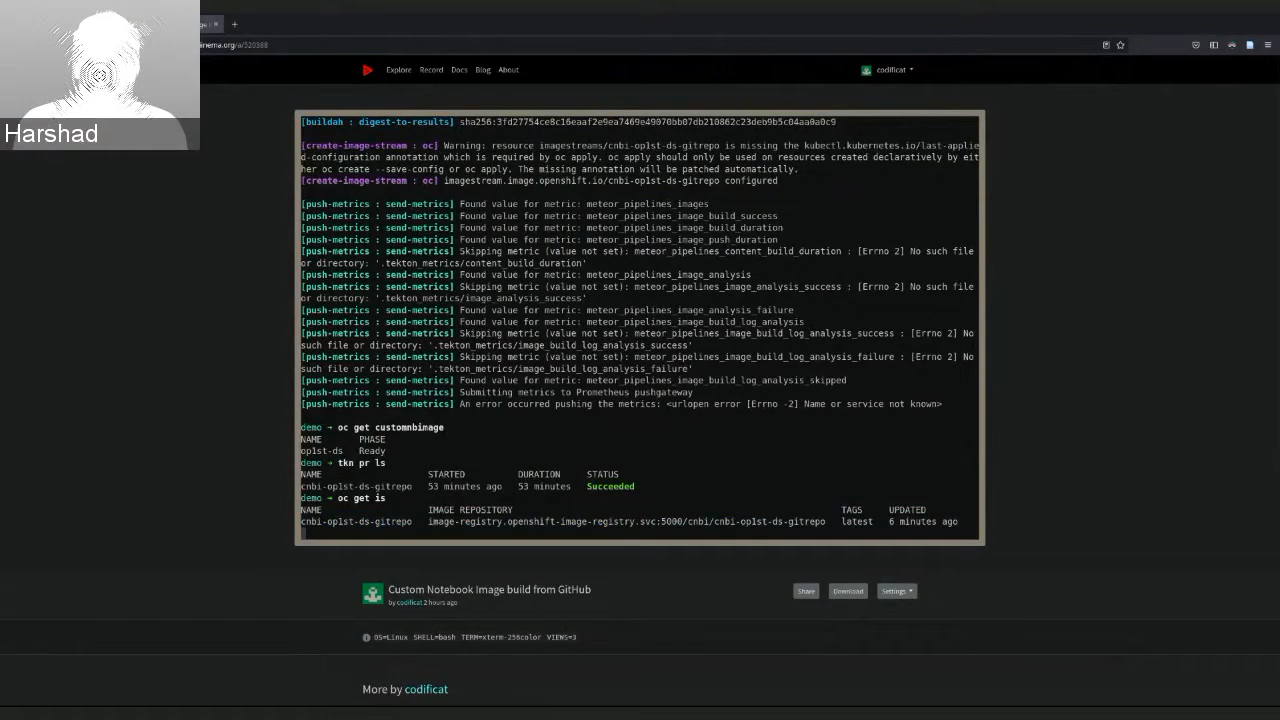 inema.org/a/320388
Explore Record Docs Blog About
codificat
[buildah : digest-to-results] sha256:3fd27754ce8c16eaaf2e9ea7469e49070bb07db210862c23deb9b5c04aa0a0c9
[create-image-stream : oc] Warning: resource imagestreams/cnbi-op1st-ds-gitrepo is missing the kubectl.kubernetes.io/last-applie
d-configuration annotation which is required by oc apply. oc apply should only be used on resources created declaratively by eit
her oc create --save-config or oc apply. The missing annotation will be patched automatically.
[create-image-stream : oc] imagestream.image.openshift.io/cnbi-op1st-ds-gitrepo configured
[push-metrics : send-metrics] Found value for metric: meteor_pipelines_images
[push-metrics : send-metrics] Found value for metric: meteor_pipelines_image_build_success
[push-metrics : send-metrics] Found value for metric: meteor_pipelines_image_build_duration
[push-metrics : send-metrics] Found value for metric: meteor_pipelines_image_push_duration
[push-metrics : send-metrics] Skipping metric (value not set): meteor_pipelines_content_build_duration : [Errno 2] No such file
or directory: '.tekton_metrics/content_build_duration'
[push-metrics : send-metrics] Found value for metric: meteor_pipelines_image_analysis
[push-metrics : send-metrics] Skipping metric (value not set): meteor_pipelines_image_analysis_success : [Errno 2] No such file
or directory: '.tekton_metrics/image_analysis_success'
[push-metrics : send-metrics] Found value for metric: meteor_pipelines_image_analysis_failure
[push-metrics : send-metrics] Found value for metric: meteor_pipelines_image_build_log_analysis
[push-metrics : send-metrics] Skipping metric (value not set): meteor_pipelines_image_build_log_analysis_success : [Errno 2] No
such file or directory: '.tekton_metrics/image_build_log_analysis_success'
[push-metrics : send-metrics] Skipping metric (value not set): meteor_pipelines_image_build_log_analysis_failure : [Errno 2] No
such file or directory: '.tekton_metrics/image_build_log_analysis_failure'
[push-metrics : send-metrics] Found value for metric: meteor_pipelines_image_build_log_analysis_skipped
[push-metrics : send-metrics] Submitting metrics to Prometheus pushgateway
[push-metrics : send-metrics] An error occurred pushing the metrics: <urlopen error [Errno -2] Name or service not known>
demo → oc get customnbimage
NAME PHASE
op1st-ds Ready
demo → tkn pr ls
NAME STARTED DURATION STATUS
cnbi-op1st-ds-gitrepo 53 minutes ago 53 minutes Succeeded
demo → oc get is
NAME IMAGE REPOSITORY TAGS UPDATED
cnbi-op1st-ds-gitrepo image-registry.openshift-image-registry.svc:5000/cnbi/cnbi-op1st-ds-gitrepo latest 6 minutes ago
Custom Notebook Image build from GitHub
by codificat 2 hours ago
Share Download Settings
OS=Linux SHELL=bash TERM=xterm-256color VIEWS=3
More by codificat
Harshad